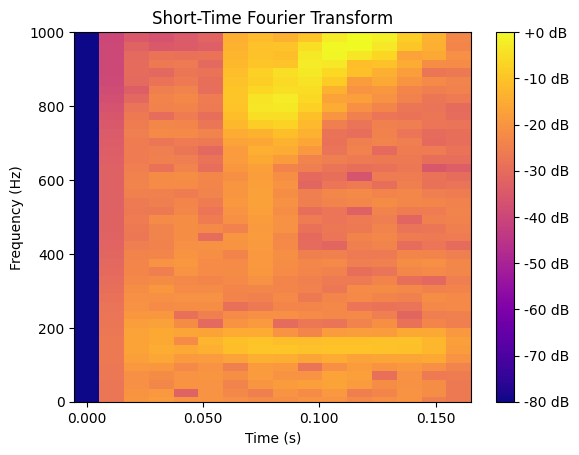 Short-Time Fourier Transform
1000
800
600
400
200
0
Frequency (Hz)
0.000
0.050
0.100
0.150
Time (s)
+0 dB
-10 dB
-20 dB
-30 dB
-40 dB
-50 dB
-60 dB
-70 dB
-80 dB